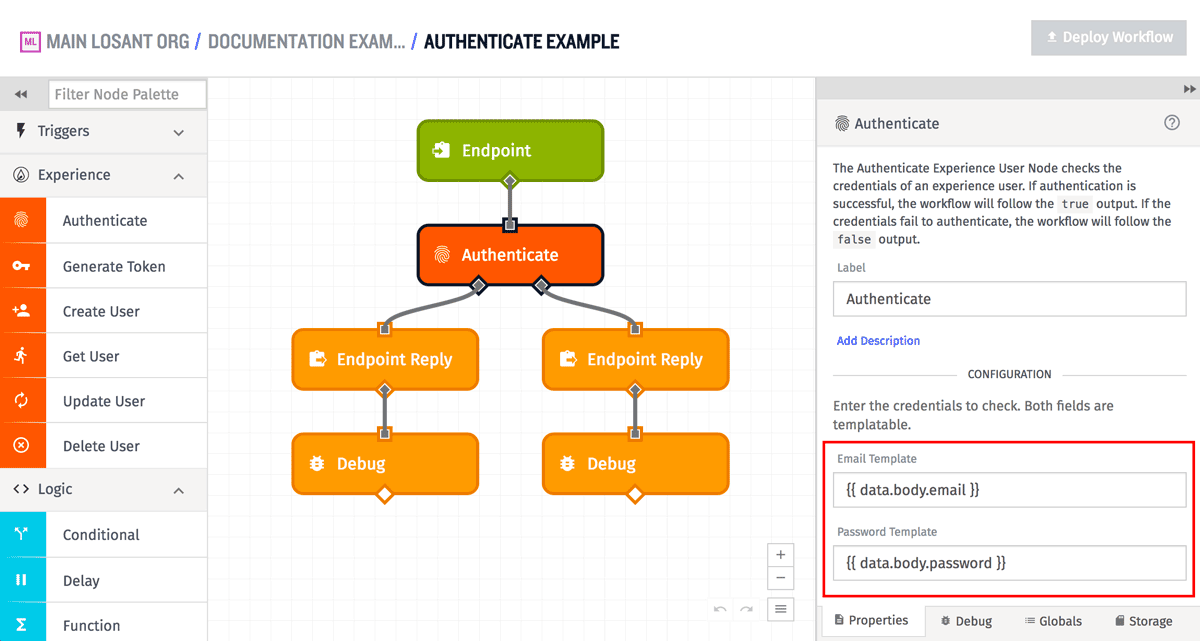 ML MAIN LOSANT ORG / DOCUMENTATION EXAM... / AUTHENTICATE EXAMPLE
Deploy Workflow
Filter Node Palette
Triggers
Experience
Authenticate
Generate Token
Create User
Get User
Update User
Delete User
Logic
Conditional
Delay
Function
Endpoint
Authenticate
Endpoint Reply
Endpoint Reply
Debug
Debug
Authenticate
The Authenticate Experience User Node checks the
credentials of an experience user. If authentication is
successful, the workflow will follow the true output. If the
credentials fail to authenticate, the workflow will follow the
false output.
Label
Authenticate
Add Description
CONFIGURATION
Enter the credentials to check. Both fields are
templatable.
Email Template
{{ data.body.email }}
Password Template
{{ data.body.password }}
Properties
Debug
Globals
Storage